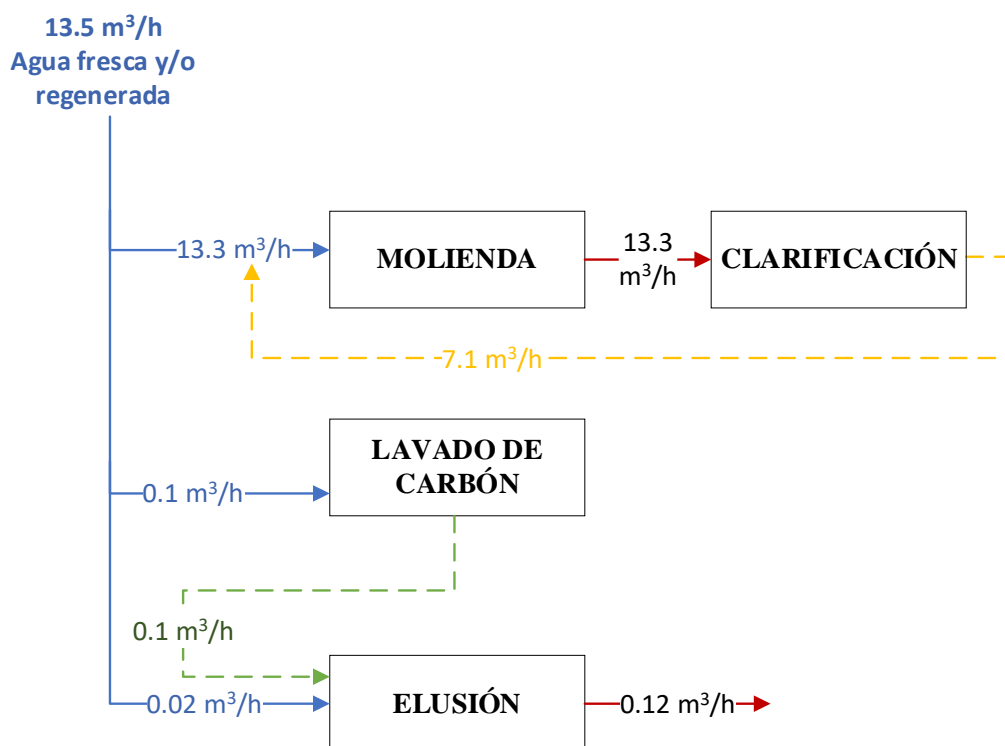 13.5 m³/h
Agua fresca y/o
regenerada
13.3 m³/h
MOLIENDA
13.3
m³/h
CLARIFICACIÓN
7.1 m³/h
LAVADO DE
CARBÓN
0.1 m³/h
0.1 m³/h
0.02 m³/h
ELUSIÓN
0.12 m³/h